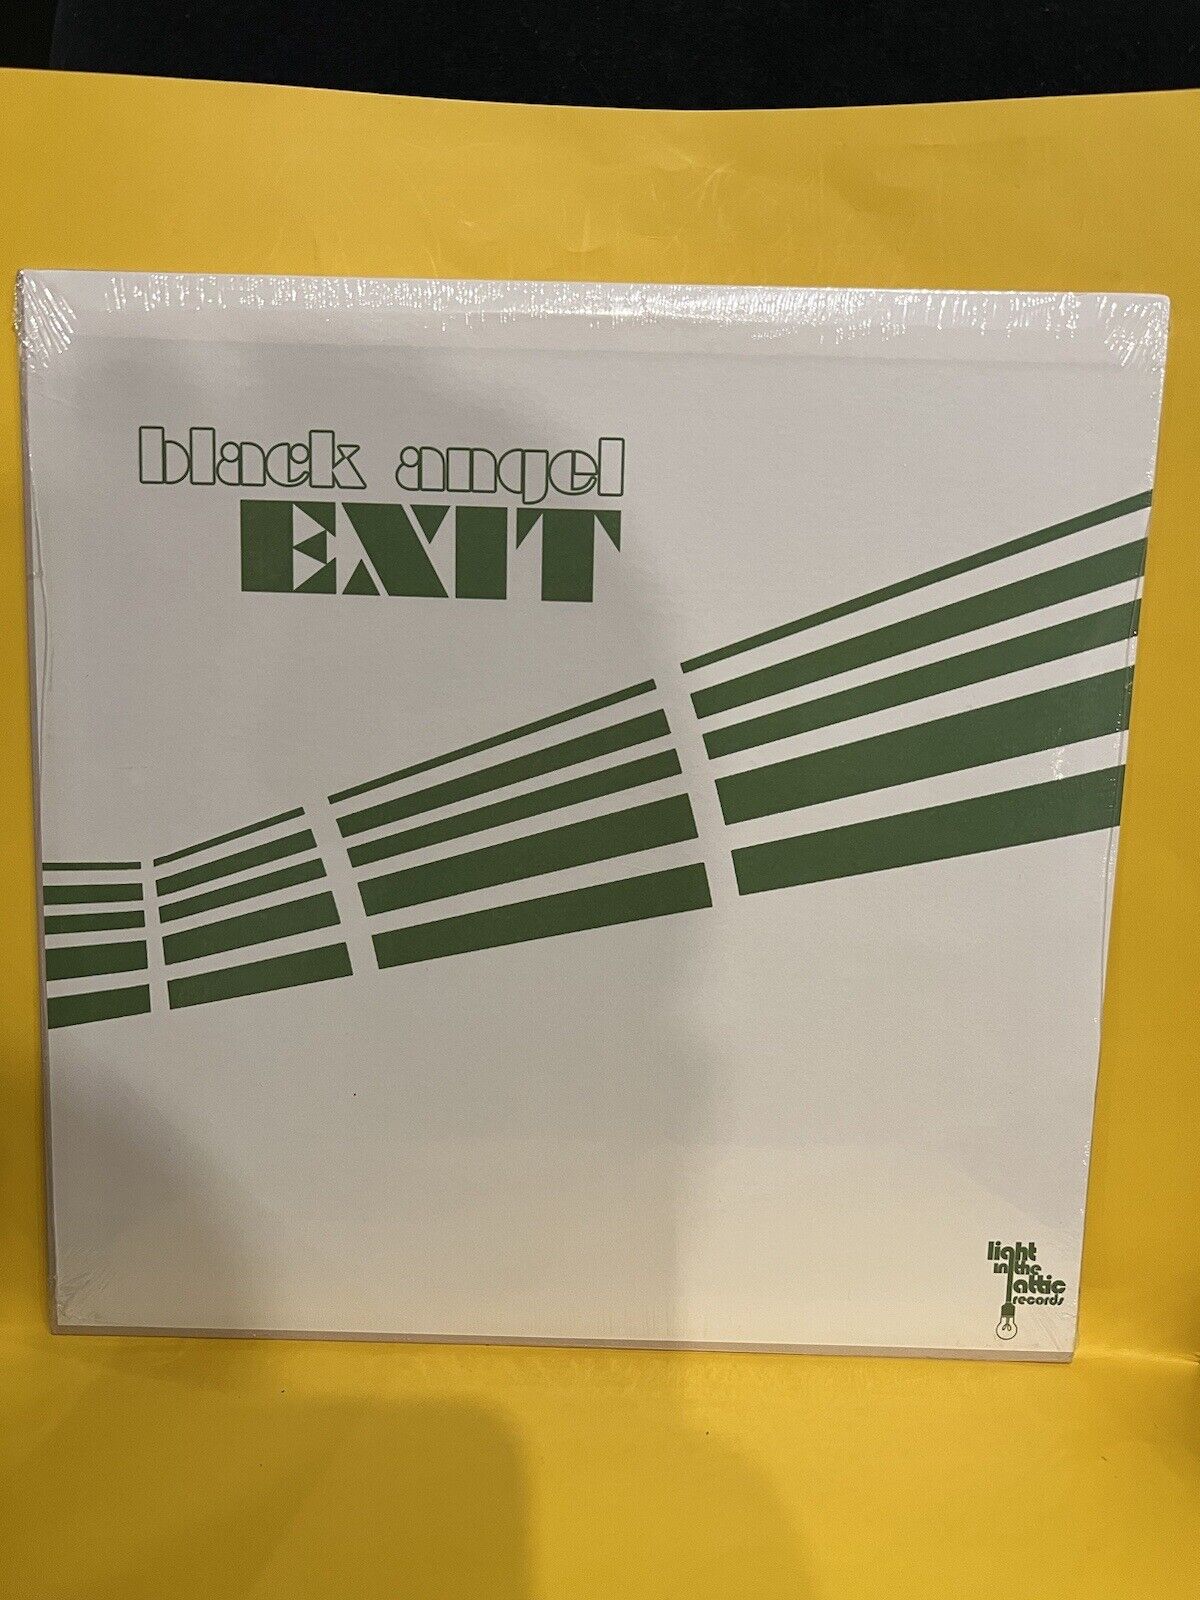 black angel
EXIT
light
in the
attic
records